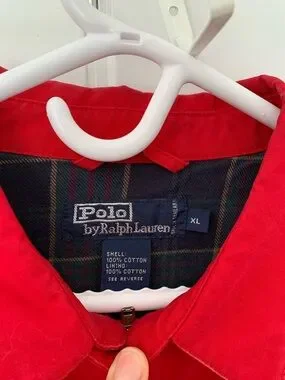 Polo
by Ralph Lauren
XL
SHELL
100% COTTON
LINING
100% COTTON
SEE REVERSE